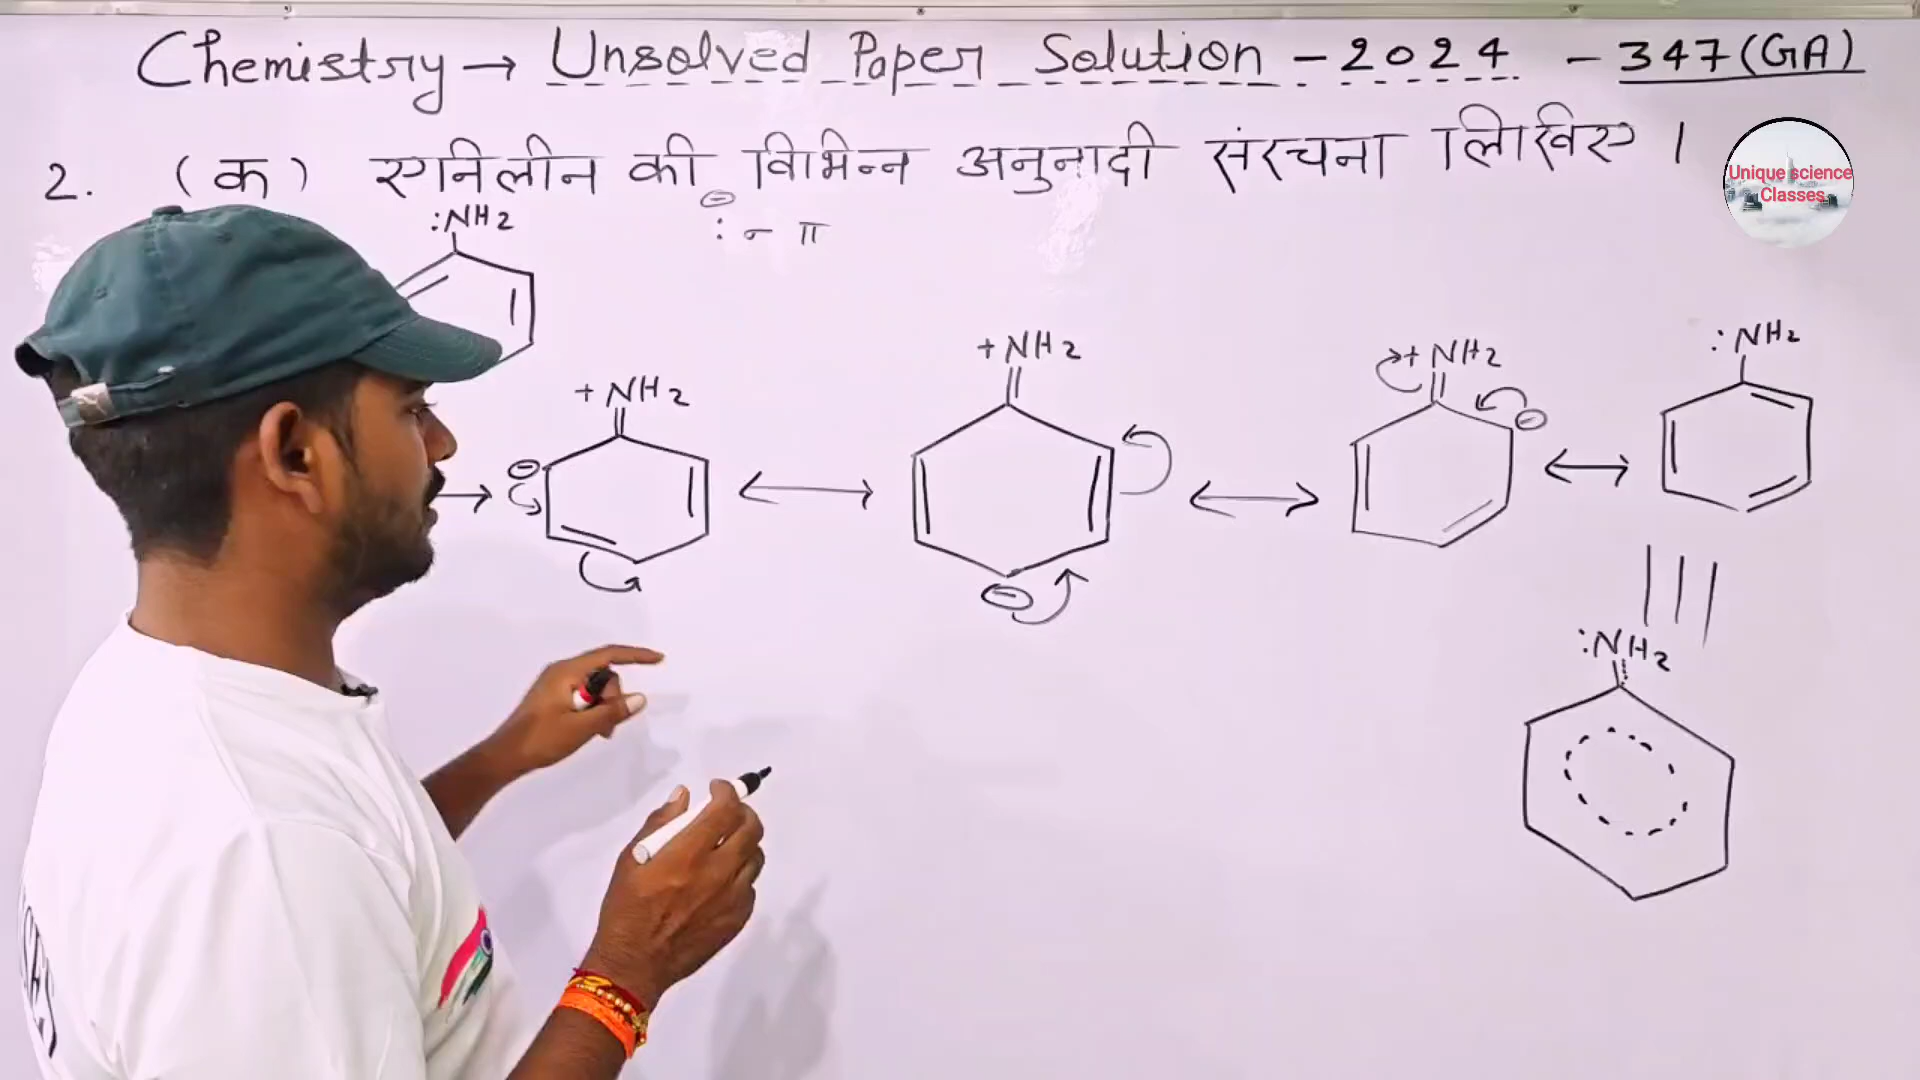 Chemistry → Unsolved Paper Solution - 2024 - 347(GA)
2. (क) एनिलीन की विभिन्न अनुनादी संरचना लिखिए ।
Unique science
Classes
:NH2
⊖
: - π
+NH2
⊖
+NH2
⊖
+NH2
⊖
:NH2
:NH2